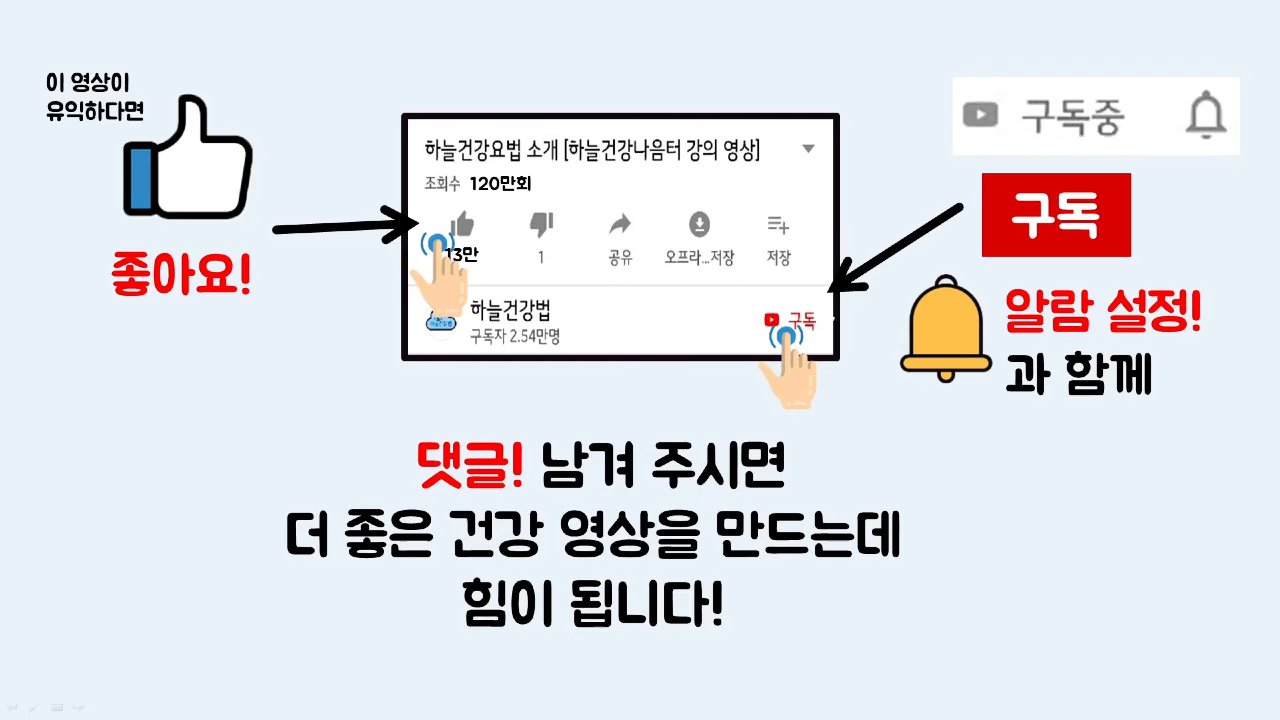 이 영상이
유익하다면
좋아요!
하늘건강요법 소개 [하늘건강나음터 강의 영상]
조회수 120만회
13만
1
공유
오프라...저장
저장
하늘건강법
구독자 2.54만명
구독
구독중
구독
알람 설정!
과 함께
댓글! 남겨 주시면
더 좋은 건강 영상을 만드는데
힘이 됩니다!